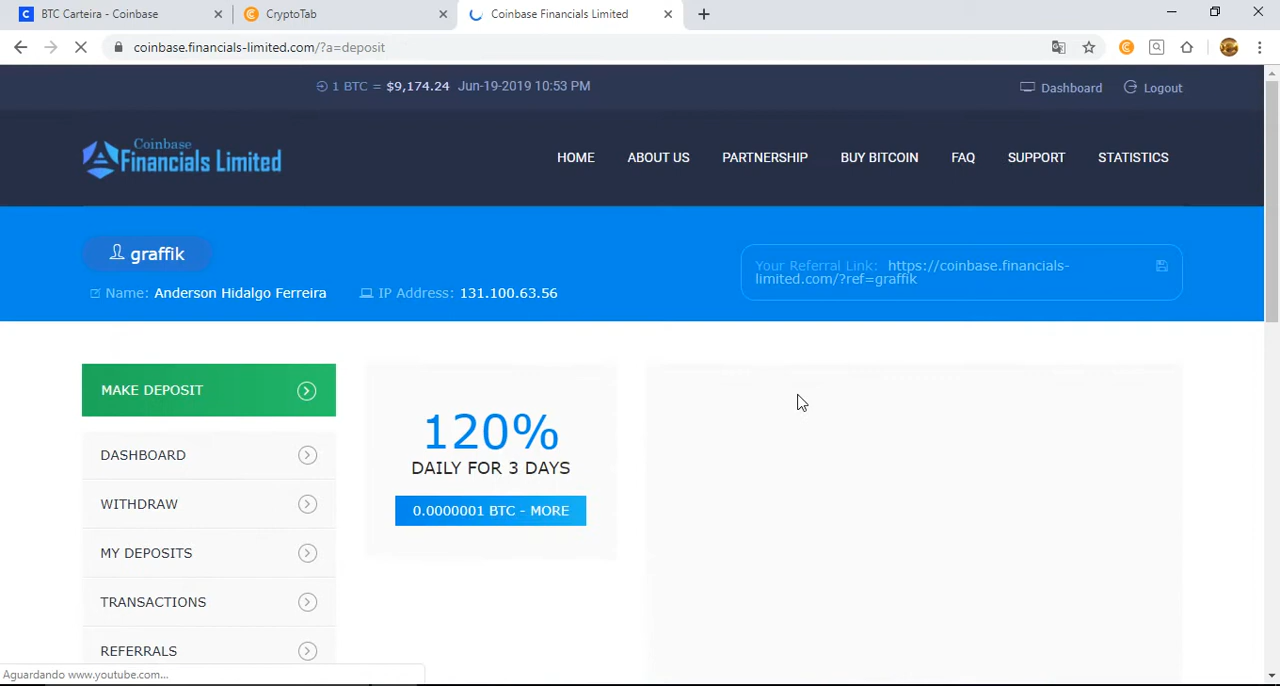 BTC Carteira - Coinbase
CryptoTab
Coinbase Financials Limited
coinbase.financials-limited.com/?a=deposit
1 BTC = $9,174.24 Jun-19-2019 10:53 PM
Dashboard
Logout
Coinbase
Financials Limited
HOME
ABOUT US
PARTNERSHIP
BUY BITCOIN
FAQ
SUPPORT
STATISTICS
graffik
Name: Anderson Hidalgo Ferreira
IP Address: 131.100.63.56
Your Referral Link: https://coinbase.financials-
limited.com/?ref=graffik
MAKE DEPOSIT
DASHBOARD
WITHDRAW
MY DEPOSITS
TRANSACTIONS
REFERRALS
120%
DAILY FOR 3 DAYS
0.0000001 BTC - MORE
Aguardando www.youtube.com...